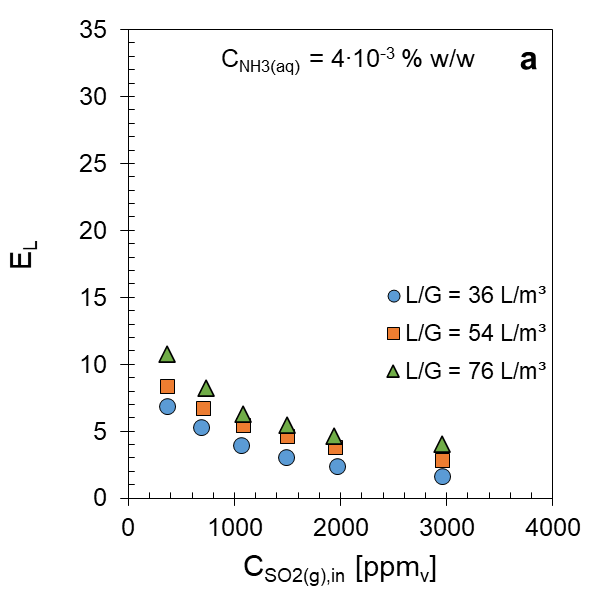 C_NH3(aq) = 4·10⁻³ % w/w
a
35
30
25
20
15
10
5
0
E_L
L/G = 36 L/m³
L/G = 54 L/m³
L/G = 76 L/m³
0 1000 2000 3000 4000
C_SO2(g),in [ppm_v]